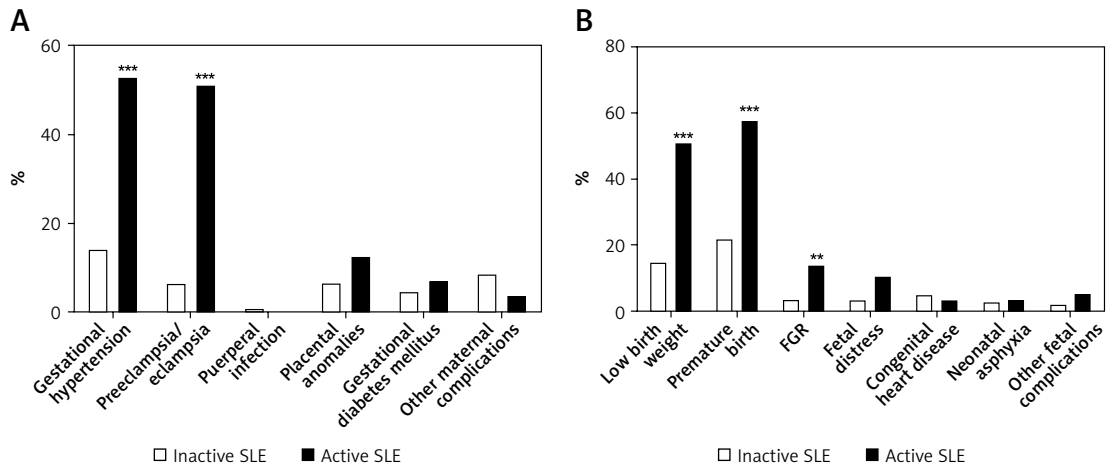 A
60
40
20
0
%
***
***
Gestational
hypertension
Preeclampsia/
eclampsia
Puerperal
infection
Placental
anomalies
Gestational
diabetes mellitus
Other maternal
complications
Inactive SLE
Active SLE
B
80
60
40
20
0
%
***
***
**
Low birth
weight
Premature
birth
FGR
Fetal
distress
Congenital
heart disease
Neonatal
asphyxia
Other fetal
complications
Inactive SLE
Active SLE